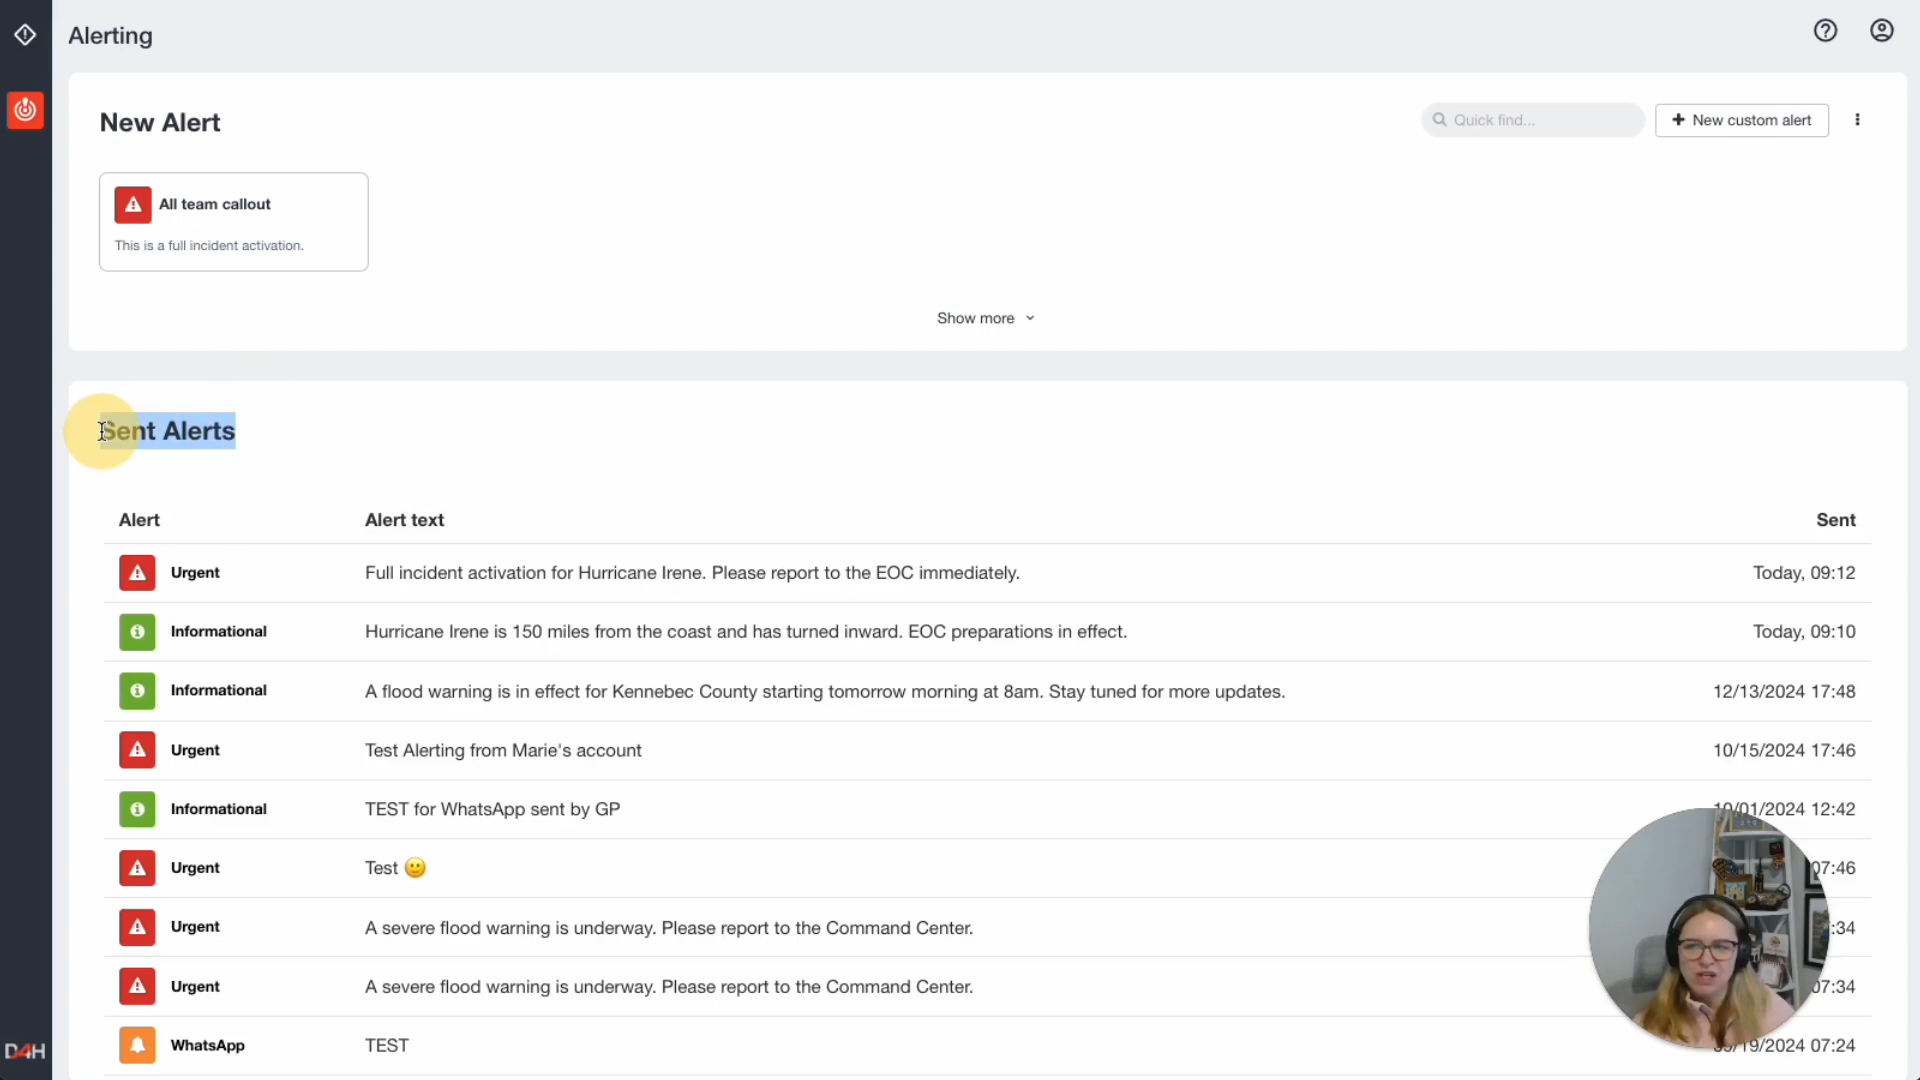 Alerting
New Alert
Quick find...
+ New custom alert
All team callout
This is a full incident activation.
Show more
Sent Alerts
Alert Alert text Sent
Urgent Full incident activation for Hurricane Irene. Please report to the EOC immediately. Today, 09:12
Informational Hurricane Irene is 150 miles from the coast and has turned inward. EOC preparations in effect. Today, 09:10
Informational A flood warning is in effect for Kennebec County starting tomorrow morning at 8am. Stay tuned for more updates. 12/13/2024 17:48
Urgent Test Alerting from Marie's account 10/15/2024 17:46
Informational TEST for WhatsApp sent by GP 10/01/2024 12:42
Urgent Test 🙂 07:46
Urgent A severe flood warning is underway. Please report to the Command Center. :34
Urgent A severe flood warning is underway. Please report to the Command Center. 07:34
WhatsApp TEST 09/19/2024 07:24
D4H